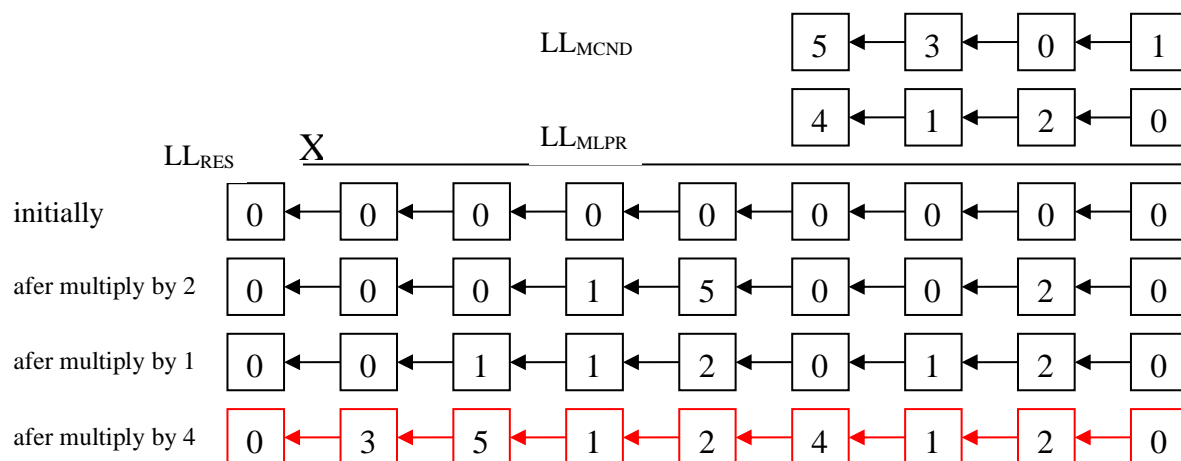 LLMCND 5 3 0 1
4 1 2 0
X LLMLPR
LLRES
initially 0 0 0 0 0 0 0 0 0
afer multiply by 2 0 0 0 1 5 0 0 2 0
afer multiply by 1 0 0 1 1 2 0 1 2 0
afer multiply by 4 0 3 5 1 2 4 1 2 0